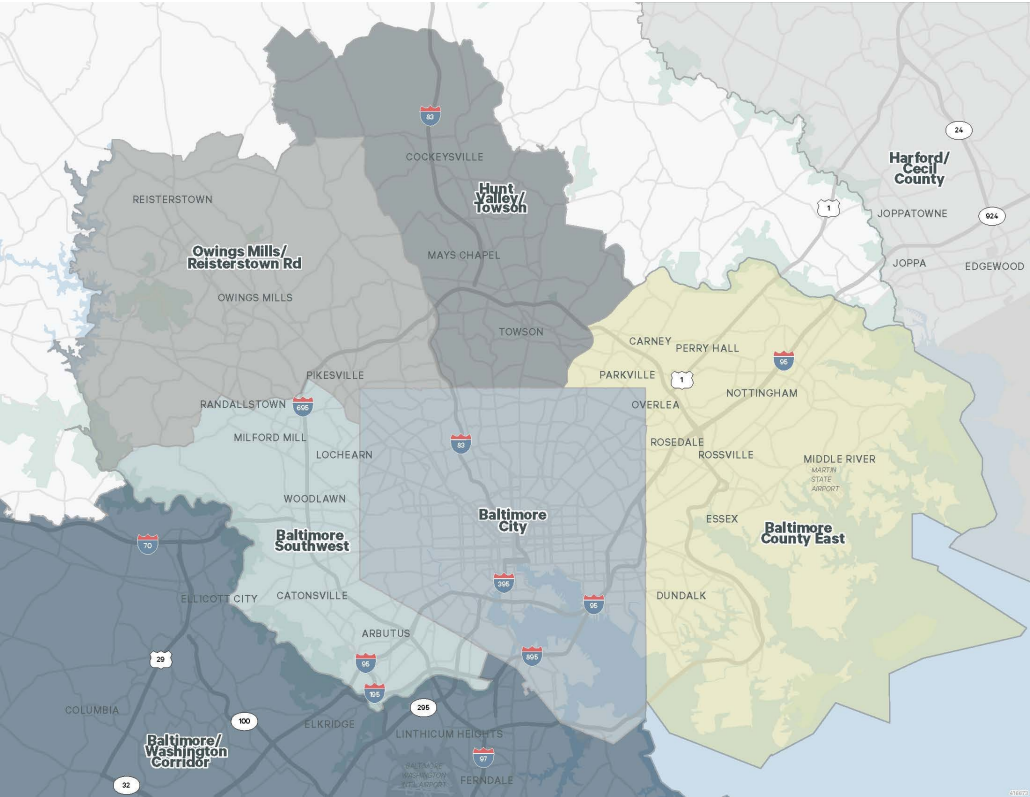 83
COCKEYSVILLE
24
Harford/
Cecil
County
REISTERSTOWN
Hunt
Valley/
Towson
1
JOPPATOWNE
924
Owings Mills/
Reisterstown Rd
MAYS CHAPEL
JOPPA
EDGEWOOD
OWINGS MILLS
TOWSON
CARNEY
PERRY HALL
95
PIKESVILLE
PARKVILLE
1
NOTTINGHAM
RANDALLSTOWN
695
OVERLEA
MILFORD MILL
83
ROSEDALE
LOCHEARN
ROSSVILLE
MIDDLE RIVER
MARTIN
STATE
AIRPORT
WOODLAWN
Baltimore
City
ESSEX
Baltimore
County East
70
Baltimore
Southwest
395
ELLICOTT CITY
CATONSVILLE
95
DUNDALK
ARBUTUS
29
95
895
195
COLUMBIA
100
295
ELKRIDGE
LINTHICUM HEIGHTS
Baltimore/
Washington
Corridor
97
BALTIMORE
WASHINGTON
INTL AIRPORT
FERNDALE
32